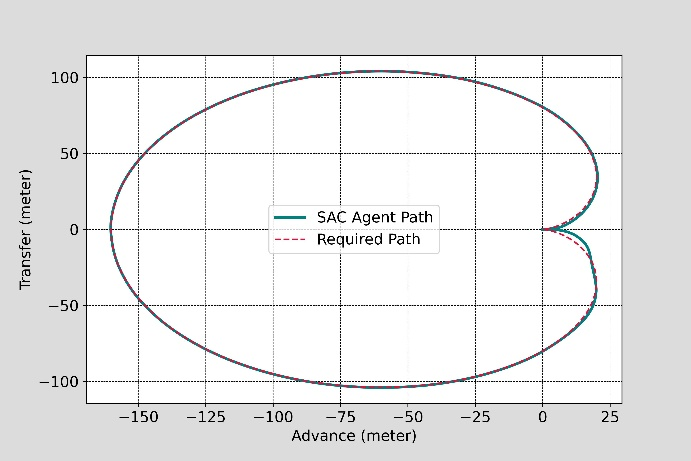 100
50
0
−50
−100
Transfer (meter)
SAC Agent Path
Required Path
−150 −125 −100 −75 −50 −25 0 25
Advance (meter)